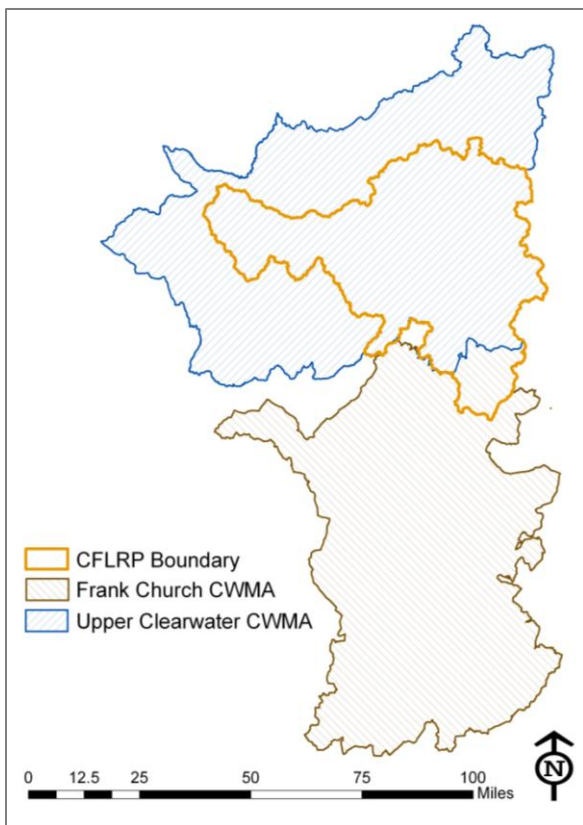 CFLRP Boundary
Frank Church CWMA
Upper Clearwater CWMA
N
0 12.5 25 50 75 100
Miles